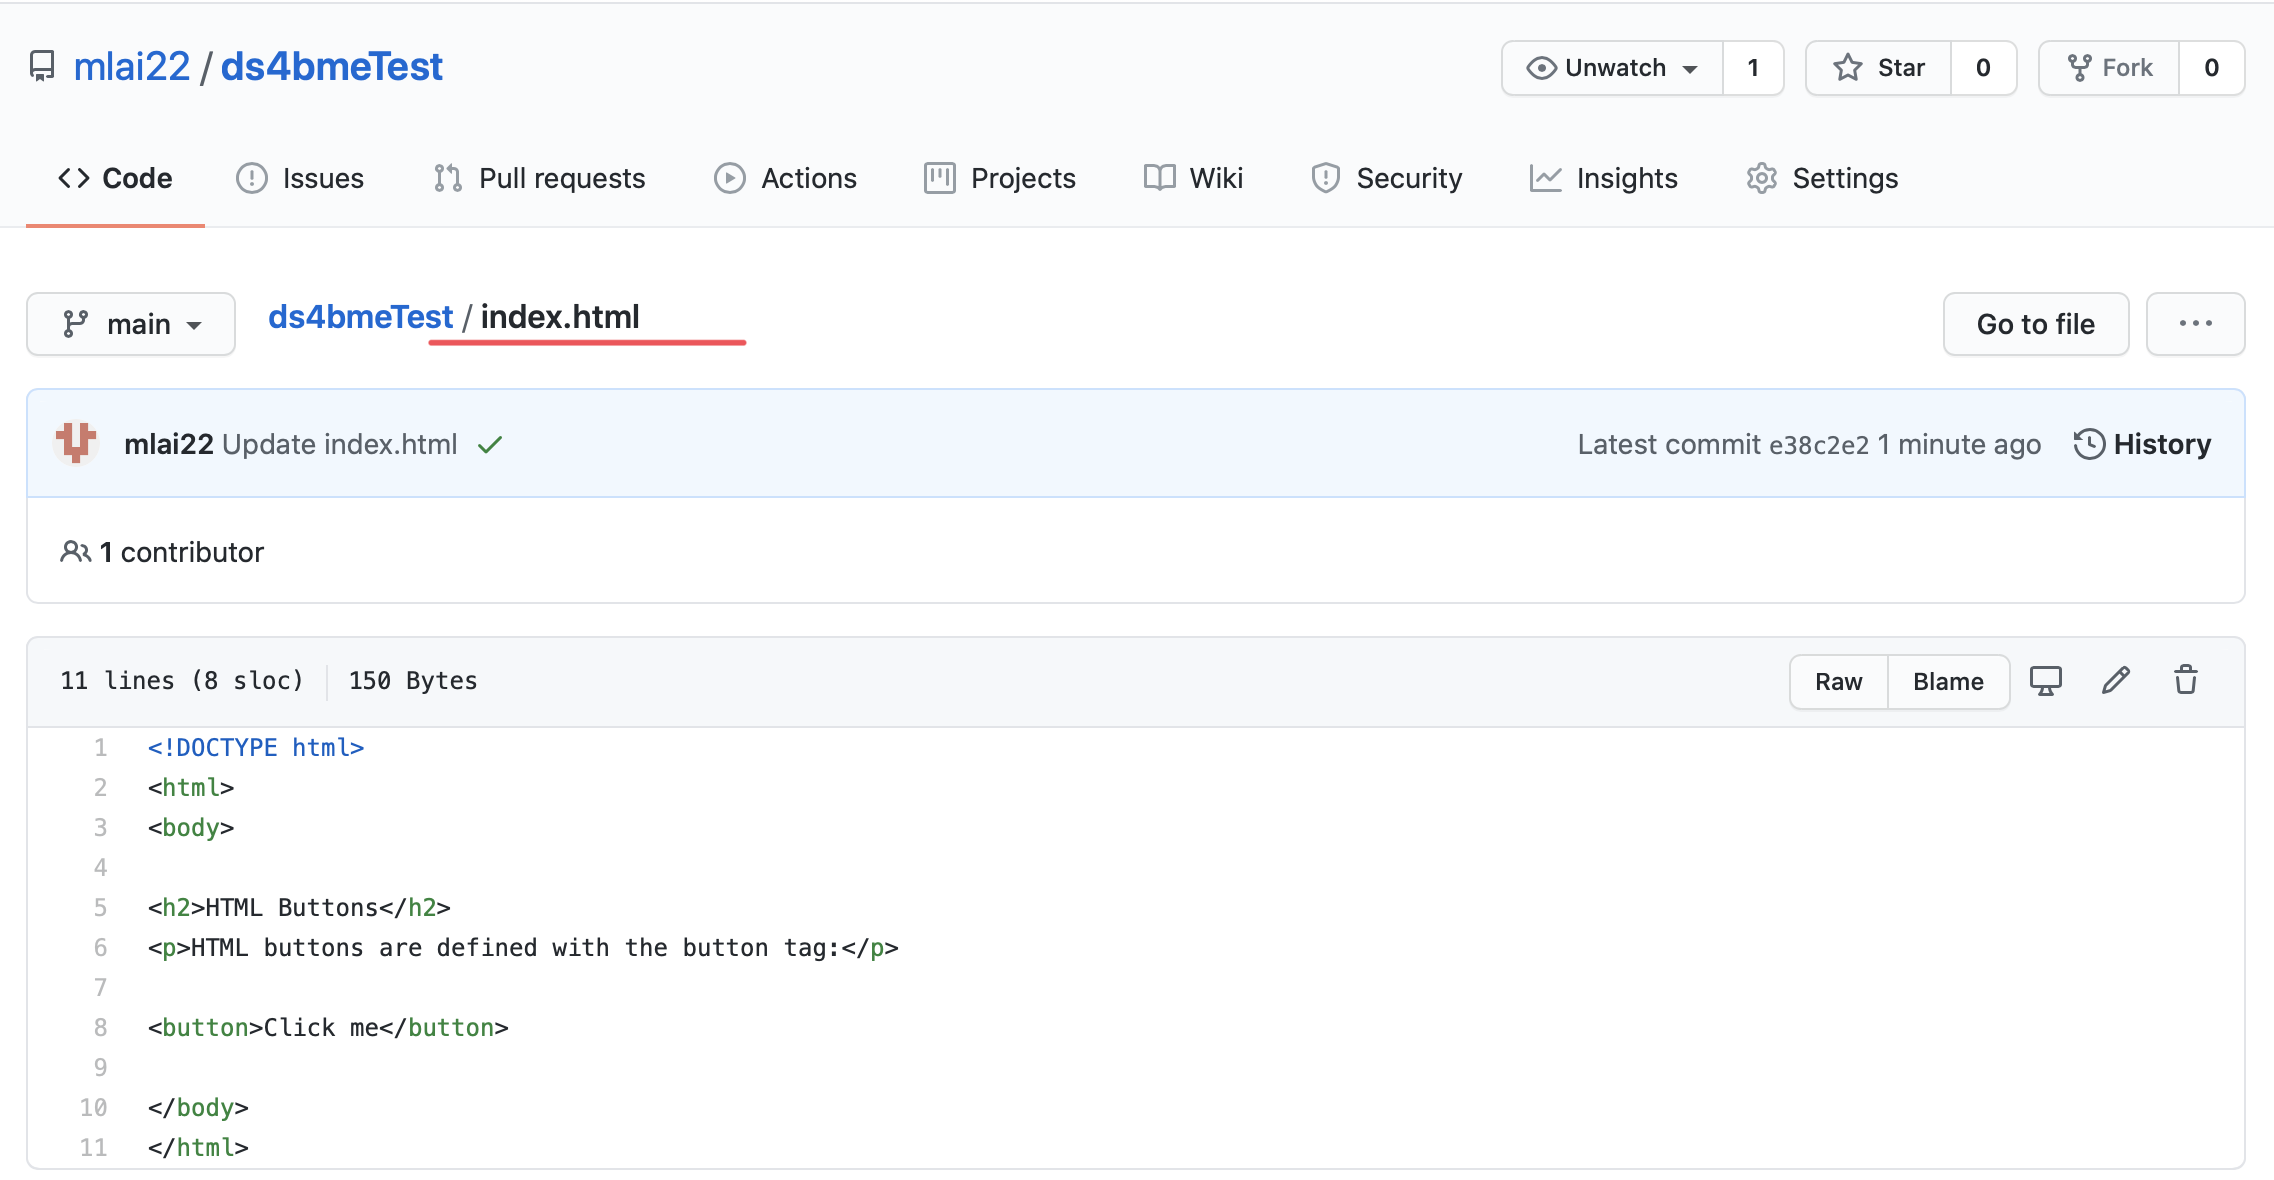 mlai22 / ds4bmeTest
Unwatch 1 Star 0 Fork 0
Code Issues Pull requests Actions Projects Wiki Security Insights Settings
main ds4bmeTest / index.html Go to file ...
mlai22 Update index.html Latest commit e38c2e2 1 minute ago History
1 contributor
11 lines (8 sloc) 150 Bytes Raw Blame
1 <!DOCTYPE html>
2 <html>
3 <body>
4
5 <h2>HTML Buttons</h2>
6 <p>HTML buttons are defined with the button tag:</p>
7
8 <button>Click me</button>
9
10 </body>
11 </html>